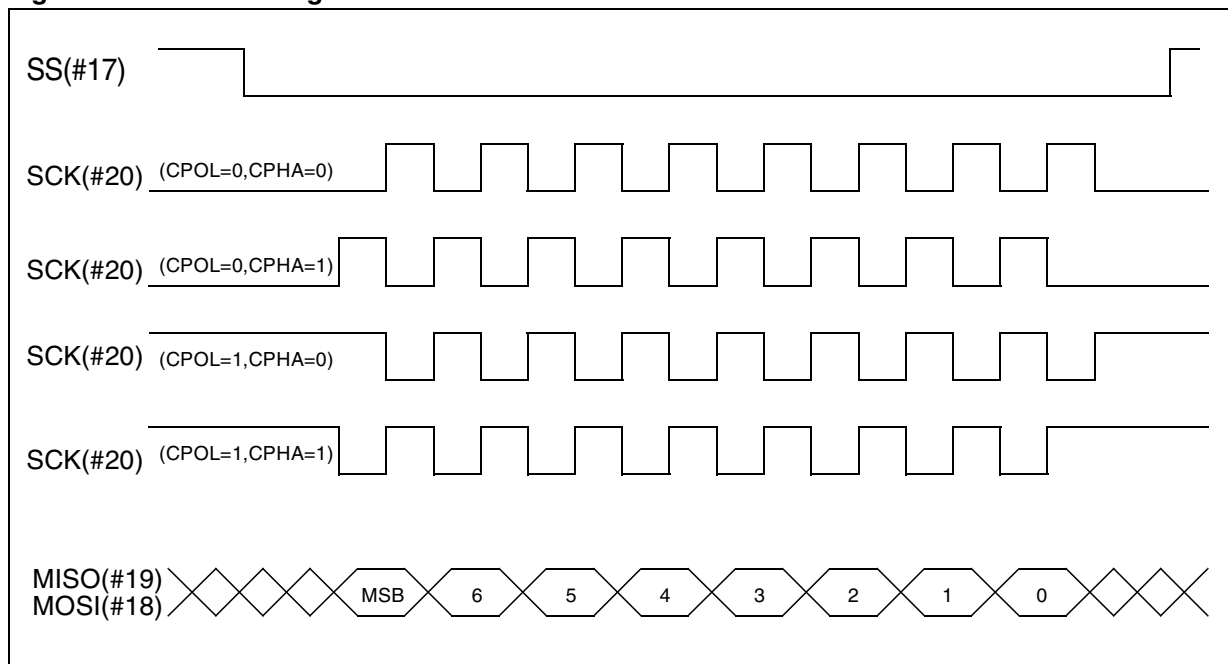 SS(#17)
SCK(#20) (CPOL=0,CPHA=0)
SCK(#20) (CPOL=0,CPHA=1)
SCK(#20) (CPOL=1,CPHA=0)
SCK(#20) (CPOL=1,CPHA=1)
MISO(#19)
MOSI(#18)
MSB 6 5 4 3 2 1 0